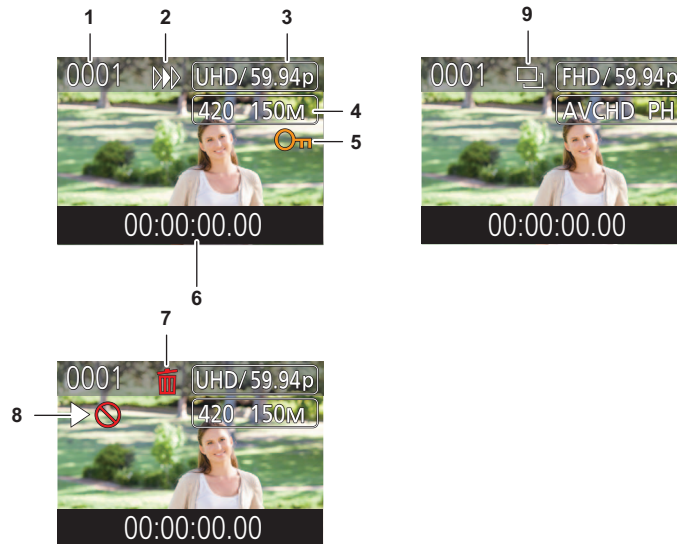 1 2 3
0001 UHD/59.94p
420 150M 4
5
00:00:00.00
6
9
0001 FHD/59.94p
AVCHD PH
00:00:00.00
7
0001 UHD/59.94p
8 420 150M
00:00:00.00